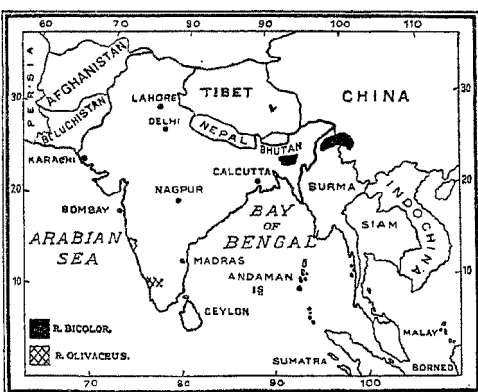 60 70 80 90 100 110
PERSIA
AFGHANISTAN
BELUCHISTAN
30
LAHORE
DELHI
TIBET
CHINA
30
NEPAL
BHUTAN
KARACHI
CALCUTTA
20
NAGPUR
BURMA
INDOCHINA
20
BOMBAY
BAY
OF
BENGAL
SIAM
ARABIAN
SEA
MADRAS
ANDAMAN
IS
10
10
CEYLON
MALAY
R. BICOLOR.
R. OLIVACEUS.
SUMATRA
BORNEO
70 80 90 100 110